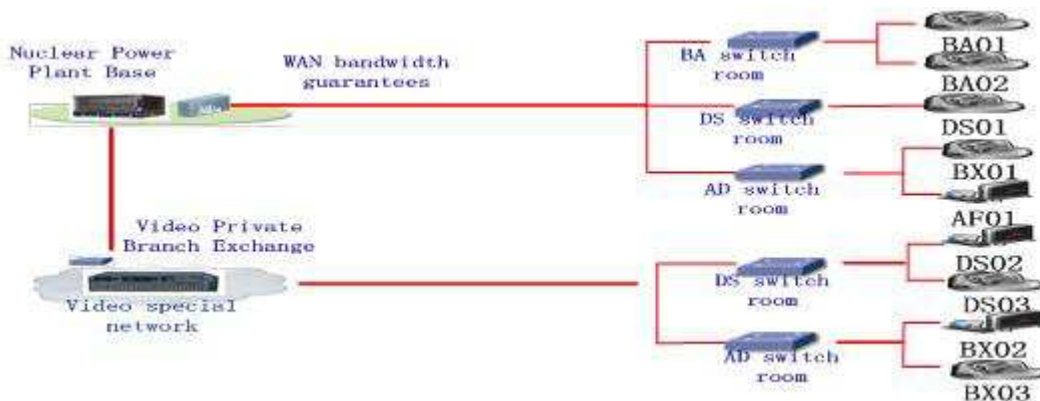 Nuclear Power
Plant Base
WAN bandwidth
guarantees
BA switch
room
BA01
BA02
DS switch
room
DS01
AD switch
room
BX01
AF01
Video Private
Branch Exchange
Video special
network
DS switch
room
DS02
DS03
AD switch
room
BX02
BX03